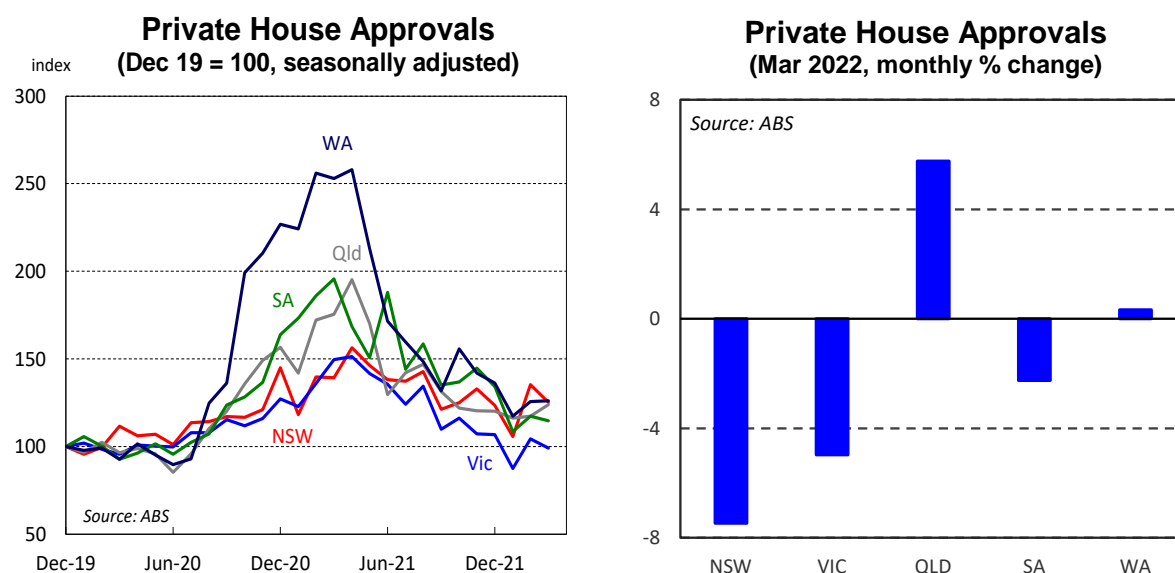 Private House Approvals
(Dec 19 = 100, seasonally adjusted)
index
300
250
200
150
100
50
WA
Qld
SA
NSW
Vic
Source: ABS
Dec-19 Jun-20 Dec-20 Jun-21 Dec-21
Private House Approvals
(Mar 2022, monthly % change)
8
4
0
-4
-8
Source: ABS
NSW VIC QLD SA WA